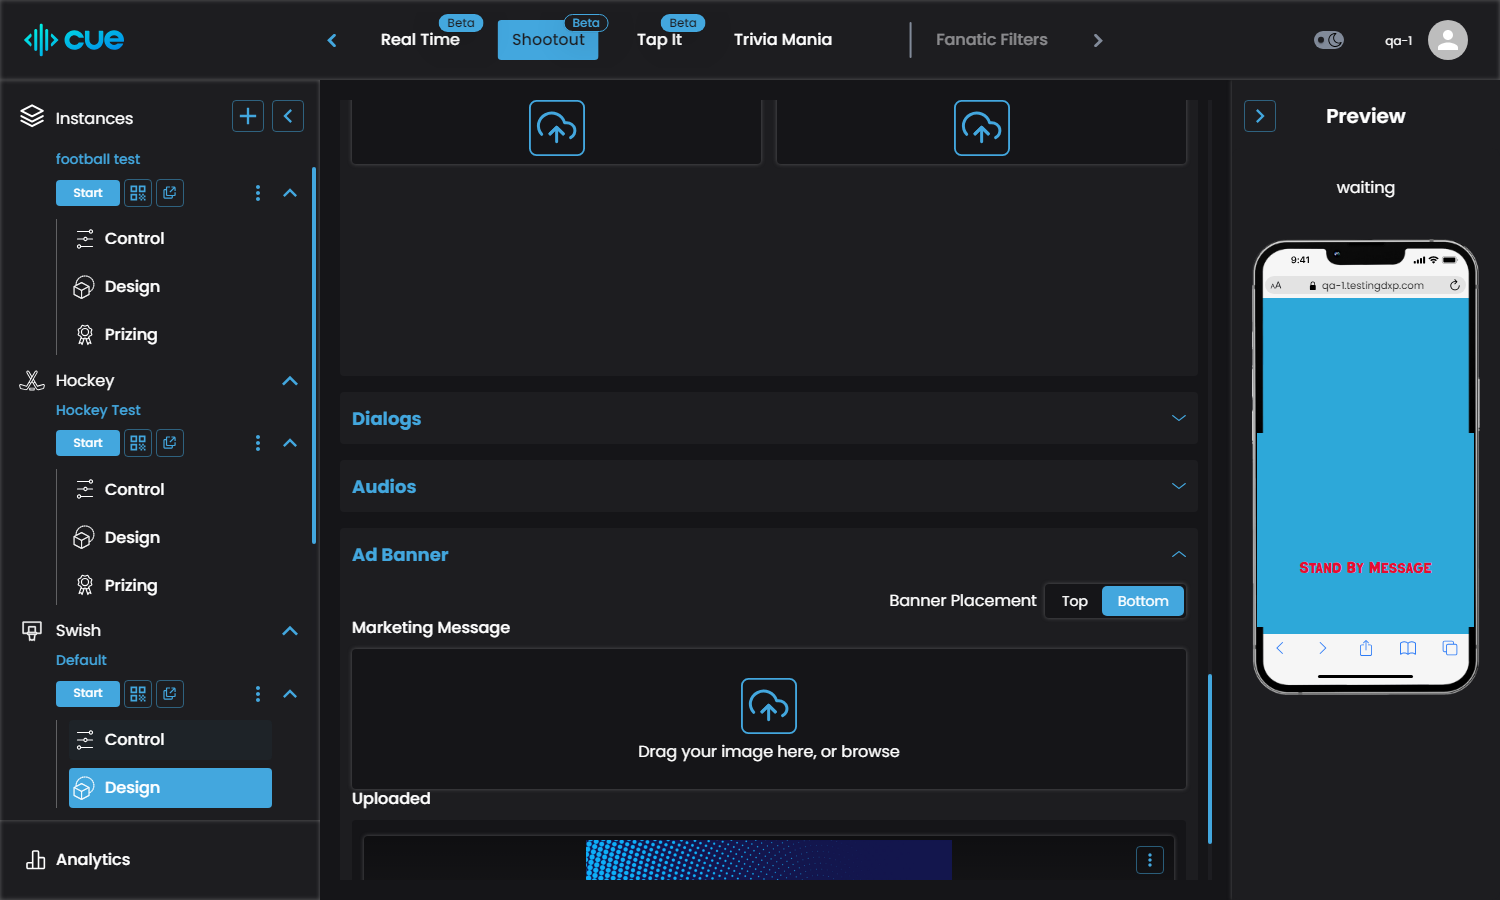 cue
Real Time
Beta
Shootout
Beta
Tap It
Beta
Trivia Mania
Fanatic Filters
qa-1
Instances
football test
Start
Control
Design
Prizing
Hockey
Hockey Test
Start
Control
Design
Prizing
Swish
Default
Start
Control
Design
Analytics
Dialogs
Audios
Ad Banner
Banner Placement Top Bottom
Marketing Message
Drag your image here, or browse
Uploaded
Preview
waiting
9:41
AA qa-1.testingdxp.com
Stand By Message